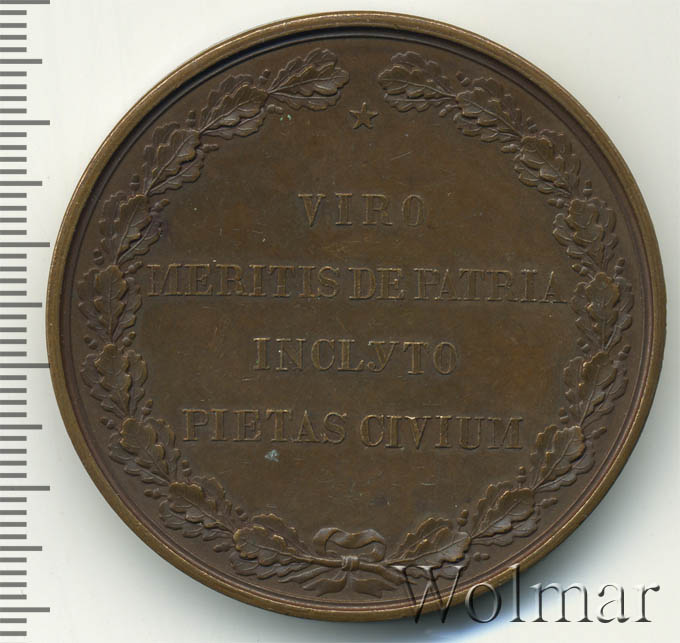 VIRO
MERITIS DE PATRIA
INCLYTO
PIETAS CIVIUM
Wolmar